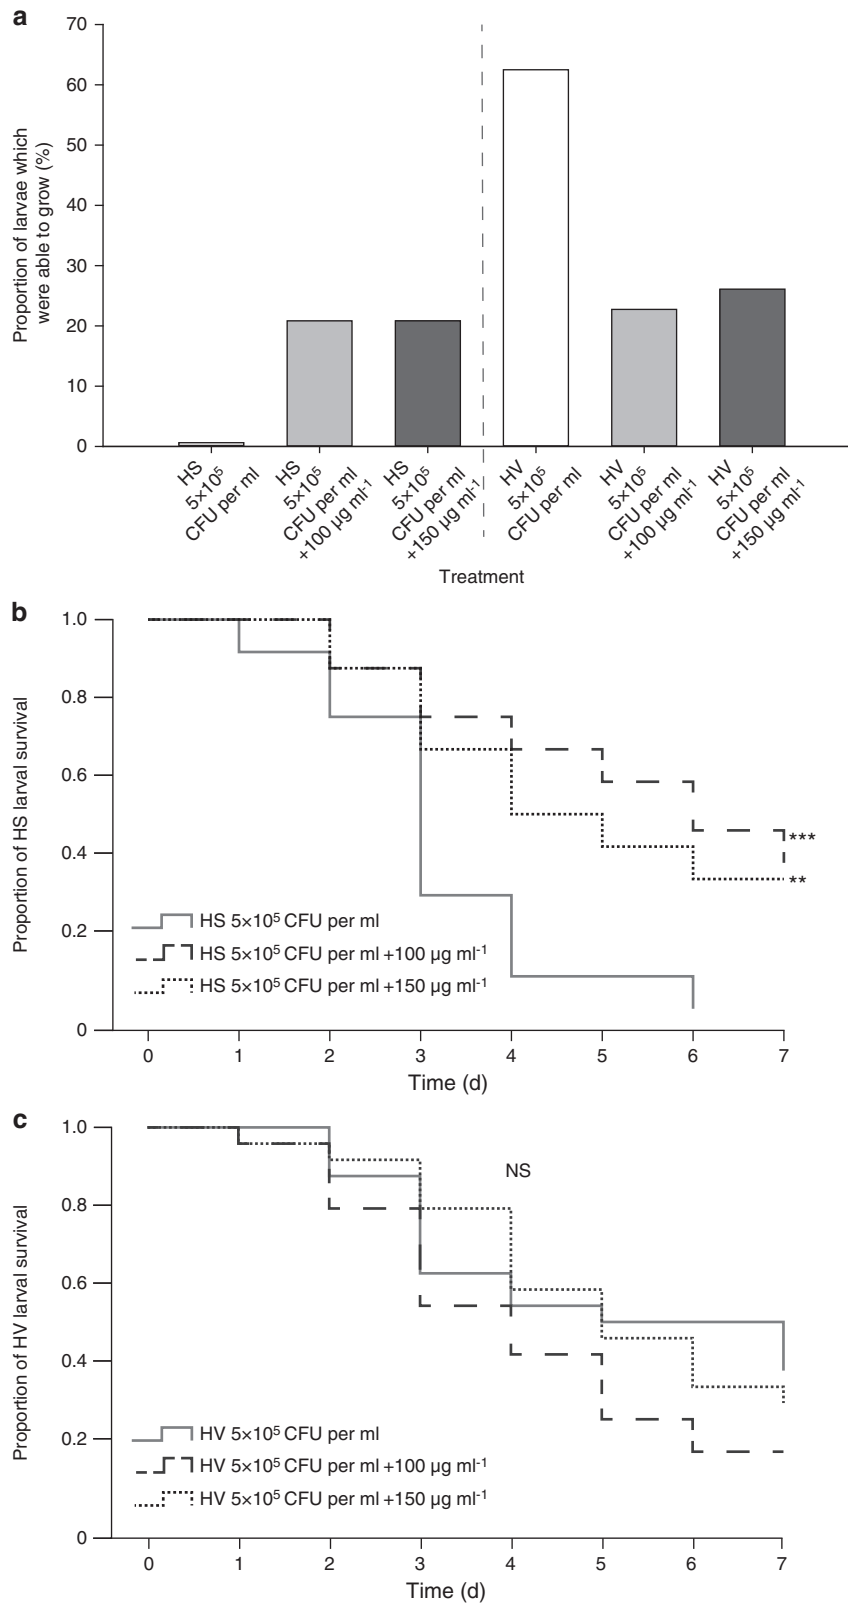 a
Proportion of larvae which
were able to grow (%)
70
60
50
40
30
20
10
0
HS
5×10⁵
CFU per ml
HS
5×10⁵
CFU per ml
+100 µg ml⁻¹
HS
5×10⁵
CFU per ml
+150 µg ml⁻¹
HV
5×10⁵
CFU per ml
HV
5×10⁵
CFU per ml
+100 µg ml⁻¹
HV
5×10⁵
CFU per ml
+150 µg ml⁻¹
Treatment
b
Proportion of HS larval survival
1.0
0.8
0.6
0.4
0.2
0
***
**
HS 5×10⁵ CFU per ml
HS 5×10⁵ CFU per ml +100 µg ml⁻¹
HS 5×10⁵ CFU per ml +150 µg ml⁻¹
0 1 2 3 4 5 6 7
Time (d)
c
Proportion of HV larval survival
1.0
0.8
0.6
0.4
0.2
0
NS
HV 5×10⁵ CFU per ml
HV 5×10⁵ CFU per ml +100 µg ml⁻¹
HV 5×10⁵ CFU per ml +150 µg ml⁻¹
0 1 2 3 4 5 6 7
Time (d)